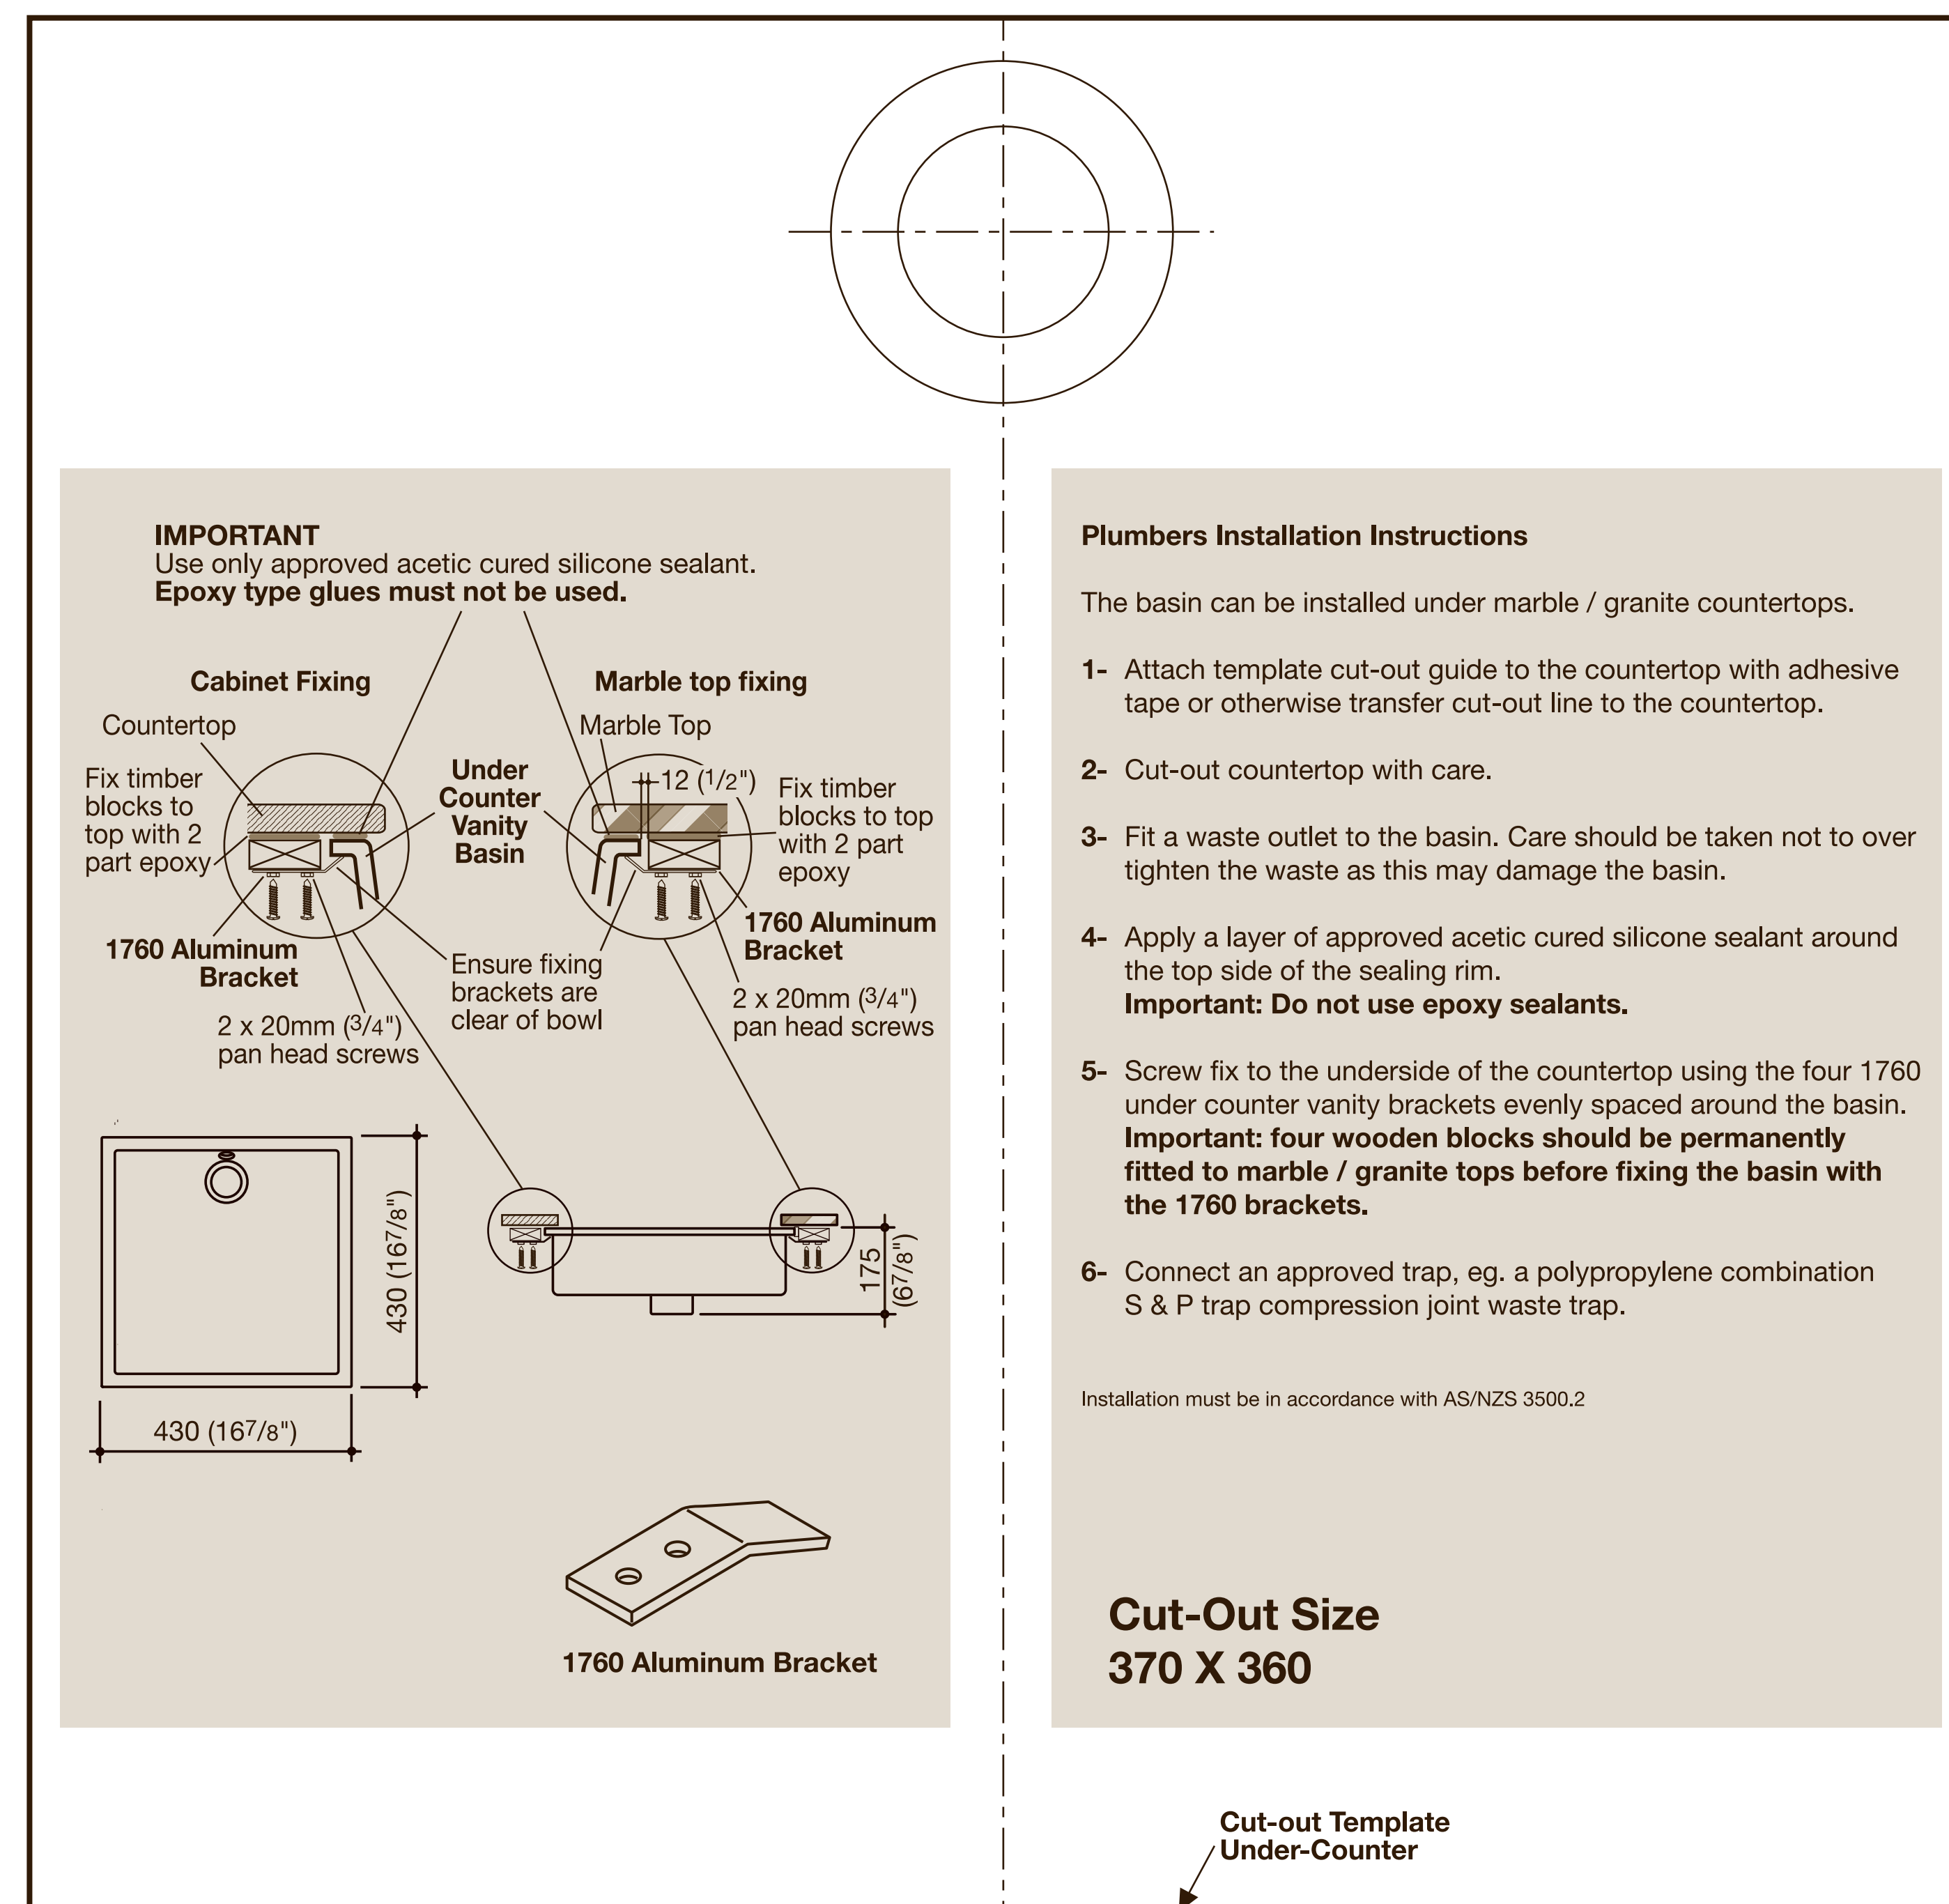 IMPORTANT
Use only approved acetic cured silicone sealant.
Epoxy type glues must not be used.
Cabinet Fixing
Marble top fixing
Countertop
Marble Top
Fix timber
blocks to
top with 2
part epoxy
Under
Counter
Vanity
Basin
12 (1/2")
Fix timber
blocks to top
with 2 part
epoxy
1760 Aluminum
Bracket
1760 Aluminum
Bracket
Ensure fixing
brackets are
clear of bowl
2 x 20mm (3/4")
pan head screws
2 x 20mm (3/4")
pan head screws
430 (167/8")
430 (167/8")
175
(67/8")
1760 Aluminum Bracket
Plumbers Installation Instructions
The basin can be installed under marble / granite countertops.
1- Attach template cut-out guide to the countertop with adhesive
tape or otherwise transfer cut-out line to the countertop.
2- Cut-out countertop with care.
3- Fit a waste outlet to the basin. Care should be taken not to over
tighten the waste as this may damage the basin.
4- Apply a layer of approved acetic cured silicone sealant around
the top side of the sealing rim.
Important: Do not use epoxy sealants.
5- Screw fix to the underside of the countertop using the four 1760
under counter vanity brackets evenly spaced around the basin.
Important: four wooden blocks should be permanently
fitted to marble / granite tops before fixing the basin with
the 1760 brackets.
6- Connect an approved trap, eg. a polypropylene combination
S & P trap compression joint waste trap.
Installation must be in accordance with AS/NZS 3500.2
Cut-Out Size
370 X 360
Cut-out Template
Under-Counter